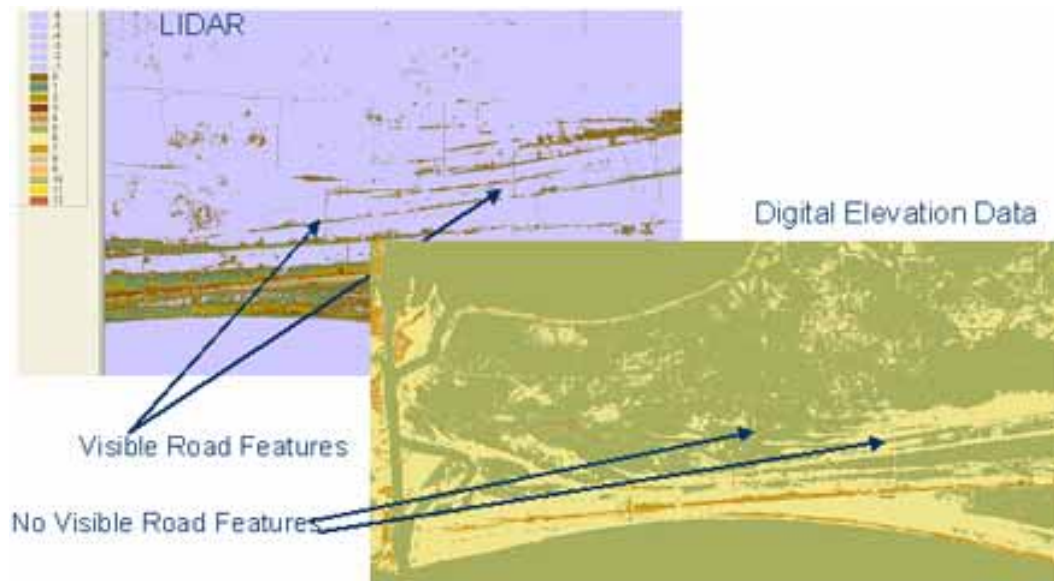 LIDAR
Digital Elevation Data
Visible Road Features
No Visible Road Features